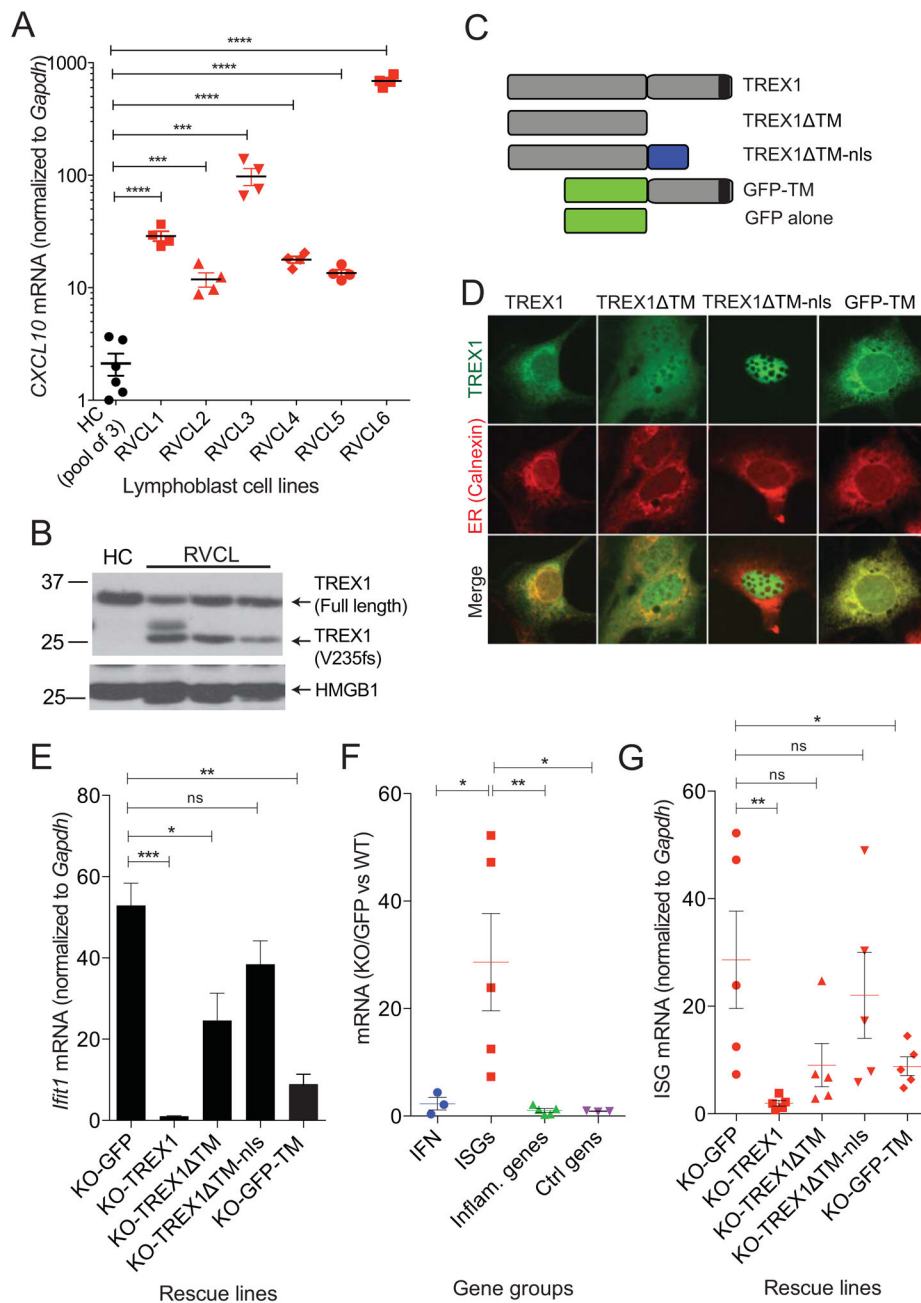 A
CXCL10 mRNA (normalized to Gapdh)
1000
100
10
1
****
****
****
***
***
****
HC
(pool of 3)
RVCL1
RVCL2
RVCL3
RVCL4
RVCL5
RVCL6
Lymphoblast cell lines
B
HC
RVCL
37
25
25
TREX1
(Full length)
TREX1
(V235fs)
HMGB1
C
TREX1
TREX1ΔTM
TREX1ΔTM-nls
GFP-TM
GFP alone
D
TREX1
TREX1ΔTM
TREX1ΔTM-nls
GFP-TM
TREX1
ER (Calnexin)
Merge
E
Ifit1 mRNA (normalized to Gapdh)
80
60
40
20
0
**
ns
*
***
KO-GFP
KO-TREX1
KO-TREX1ΔTM
KO-TREX1ΔTM-nls
KO-GFP-TM
Rescue lines
F
mRNA (KO/GFP vs WT)
60
40
20
0
*
*
**
IFN
ISGs
Inflam. genes
Ctrl gens
Gene groups
G
ISG mRNA (normalized to Gapdh)
60
40
20
0
*
ns
ns
**
KO-GFP
KO-TREX1
KO-TREX1ΔTM
KO-TREX1ΔTM-nls
KO-GFP-TM
Rescue lines